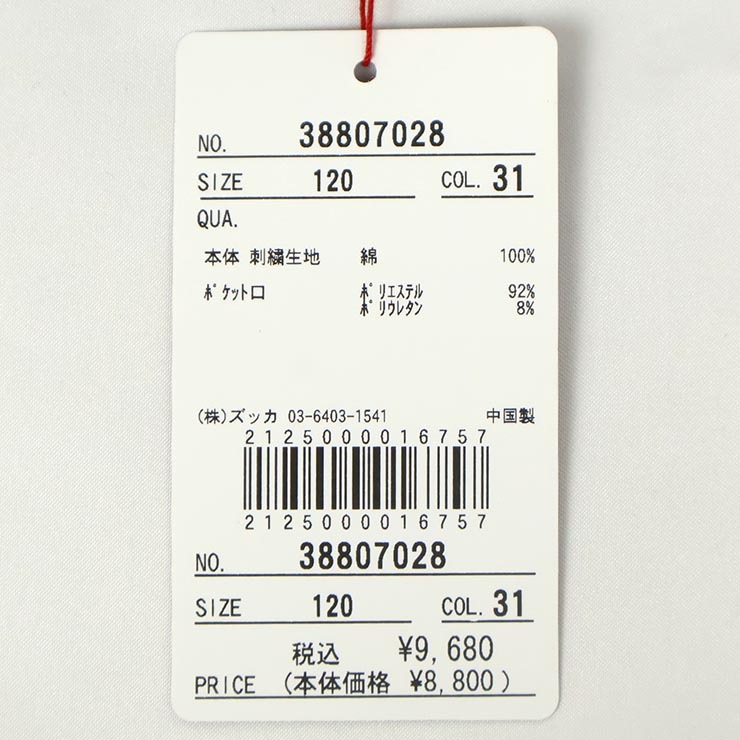 NO. 38807028
SIZE 120 COL. 31
QUA.
本体 刺繍生地 綿 100%
ﾎﾟｹｯﾄ口 ﾎﾟﾘｴｽﾃﾙ 92%
ﾎﾟﾘｳﾚﾀﾝ 8%
(株)ズッカ 03-6403-1541 中国製
2125000016757
2125000016757
NO. 38807028
SIZE 120 COL. 31
税込 ¥9,680
PRICE (本体価格 ¥8,800)